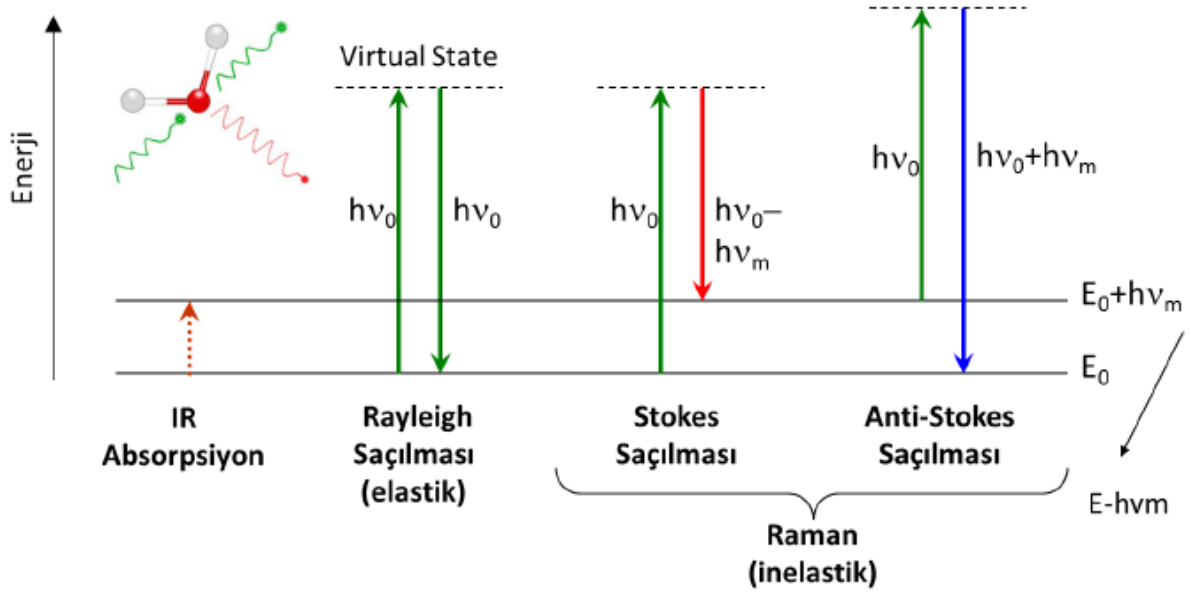 Enerji
Virtual State
hν₀
hν₀
hν₀
hν₀–
hνₘ
hν₀
hν₀+hνₘ
E₀+hνₘ
E₀
IR
Absorpsiyon
Rayleigh
Saçılması
(elastik)
Stokes
Saçılması
Anti-Stokes
Saçılması
E-hvm
Raman
(inelastik)